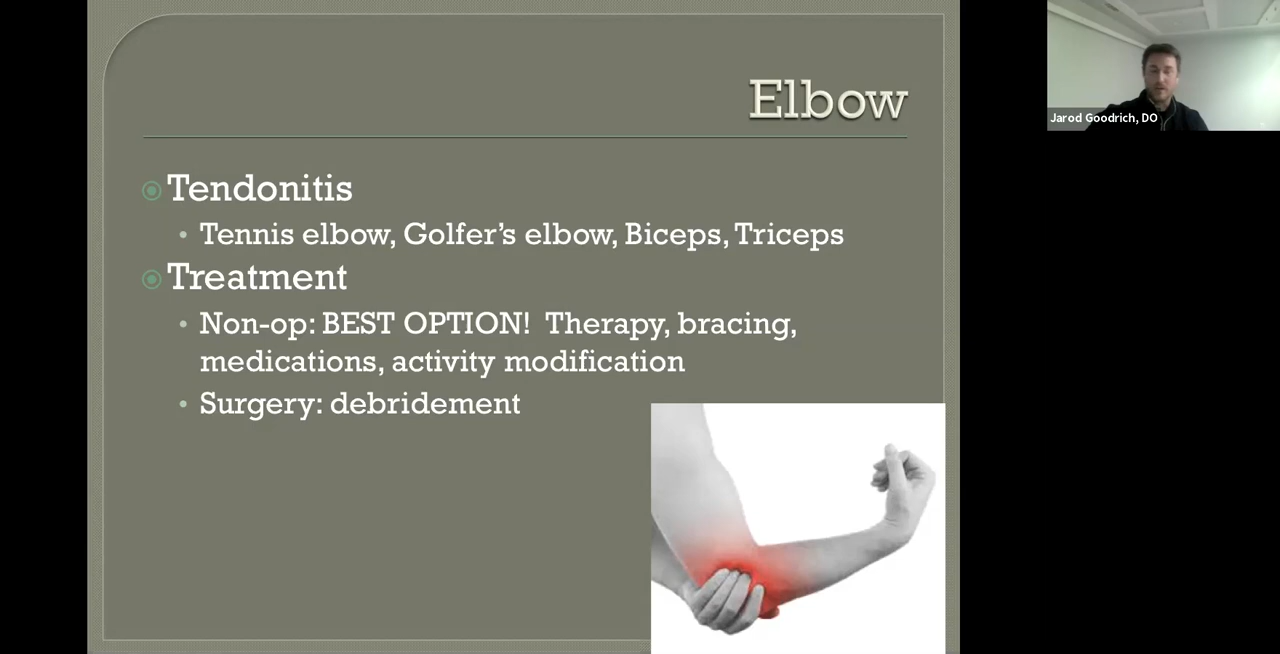 Elbow
Tendonitis
Tennis elbow, Golfer’s elbow, Biceps, Triceps
Treatment
Non-op: BEST OPTION!  Therapy, bracing,
medications, activity modification
Surgery: debridement
Jarod Goodrich, DO